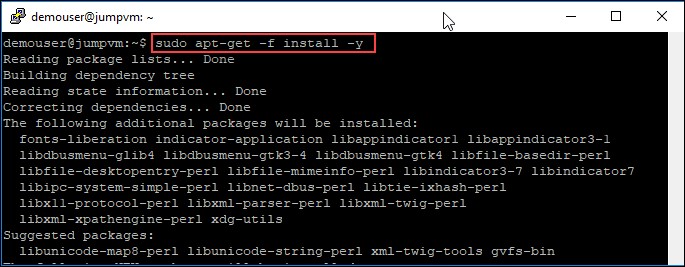 demouser@jumpvm: ~
demouser@jumpvm:~$ sudo apt-get -f install -y
Reading package lists... Done
Building dependency tree
Reading state information... Done
Correcting dependencies... Done
The following additional packages will be installed:
fonts-liberation indicator-application libappindicator1 libappindicator3-1
libdbusmenu-glib4 libdbusmenu-gtk3-4 libdbusmenu-gtk4 libfile-basedir-perl
libfile-desktopentry-perl libfile-mimeinfo-perl libindicator3-7 libindicator7
libipc-system-simple-perl libnet-dbus-perl libtie-ixhash-perl
libx11-protocol-perl libxml-parser-perl libxml-twig-perl
libxml-xpathengine-perl xdg-utils
Suggested packages:
libunicode-map8-perl libunicode-string-perl xml-twig-tools gvfs-bin